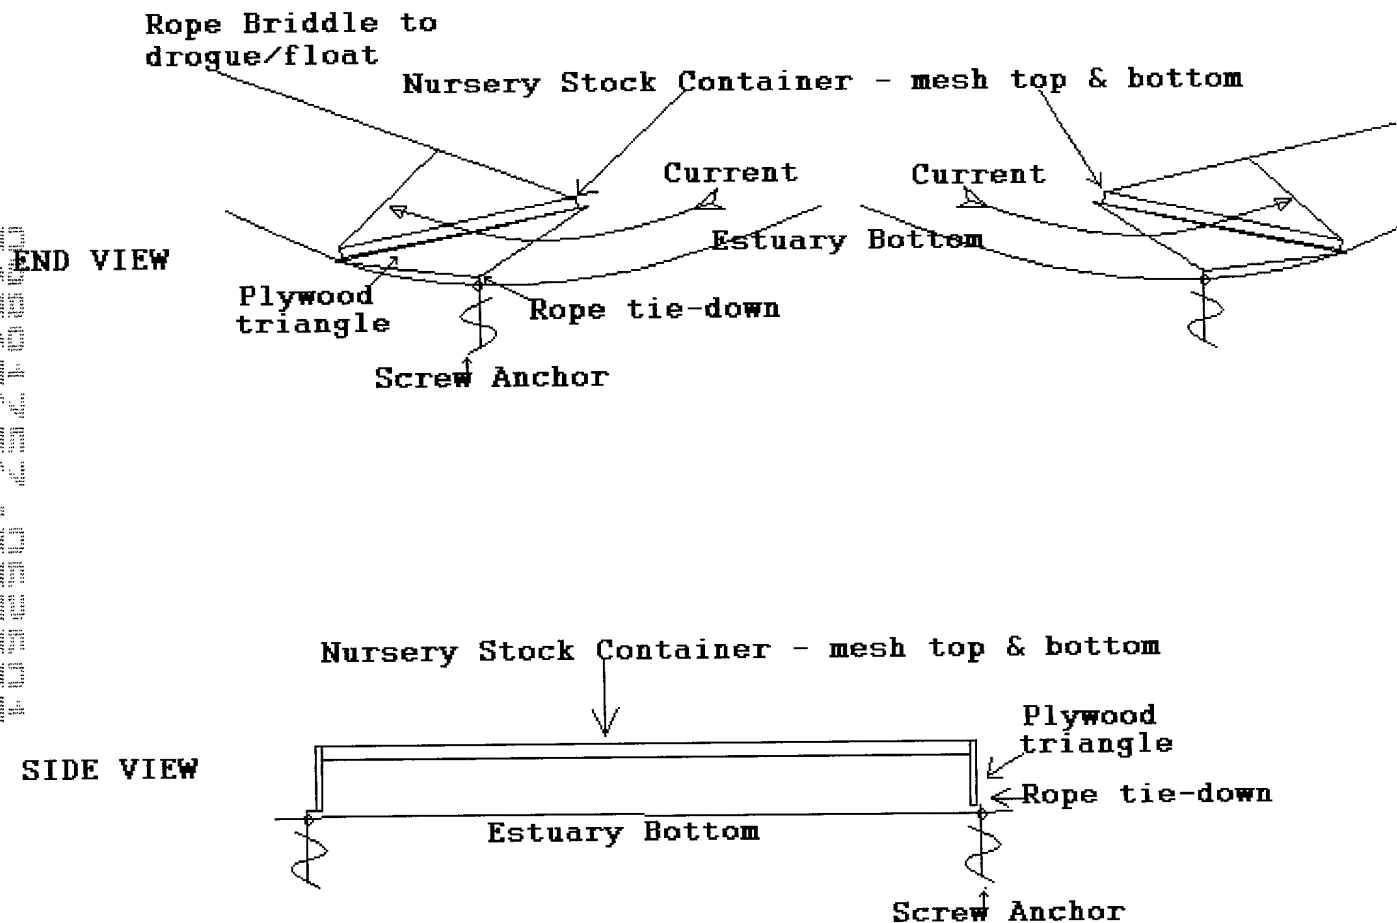 Rope Briddle to
drogue/float
Nursery Stock Container - mesh top & bottom
Current
Current
Estuary Bottom
END VIEW
Plywood
triangle
Rope tie-down
Screw Anchor
Nursery Stock Container - mesh top & bottom
Plywood
triangle
SIDE VIEW
Rope tie-down
Estuary Bottom
Screw Anchor